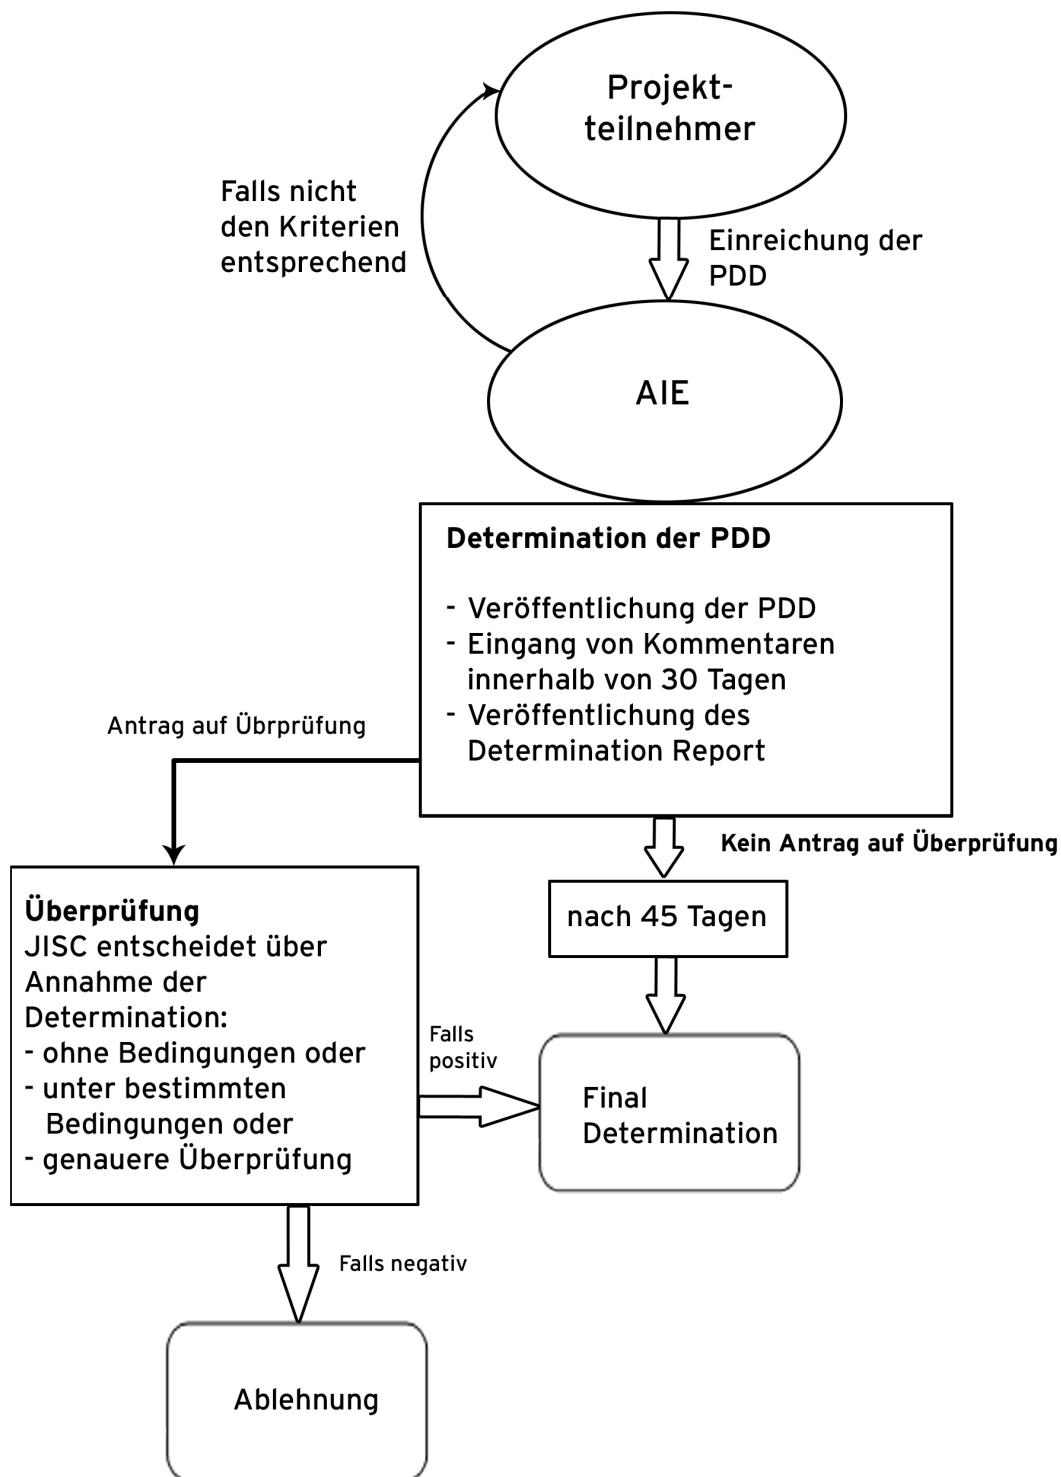 Projekt-
teilnehmer
Falls nicht
den Kriterien
entsprechend
Einreichung der
PDD
AIE
Determination der PDD
- Veröffentlichung der PDD
- Eingang von Kommentaren
innerhalb von 30 Tagen
- Veröffentlichung des
Determination Report
Antrag auf Übrprüfung
Kein Antrag auf Überprüfung
nach 45 Tagen
Überprüfung
JISC entscheidet über
Annahme der
Determination:
- ohne Bedingungen oder
- unter bestimmten
Bedingungen oder
- genauere Überprüfung
Falls
positiv
Final
Determination
Falls negativ
Ablehnung